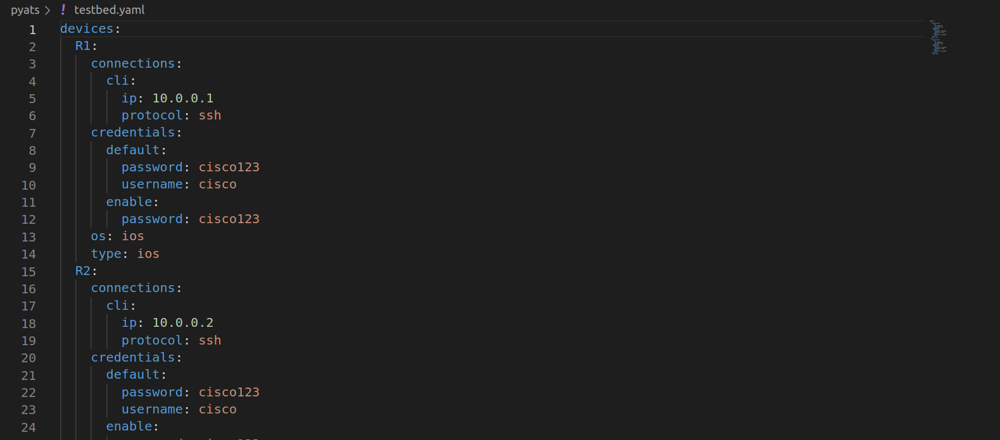 pyats > ! testbed.yaml
1 devices:
2   R1:
3     connections:
4       cli:
5         ip: 10.0.0.1
6         protocol: ssh
7     credentials:
8       default:
9         password: cisco123
10         username: cisco
11       enable:
12         password: cisco123
13     os: ios
14     type: ios
15   R2:
16     connections:
17       cli:
18         ip: 10.0.0.2
19         protocol: ssh
20     credentials:
21       default:
22         password: cisco123
23         username: cisco
24       enable: